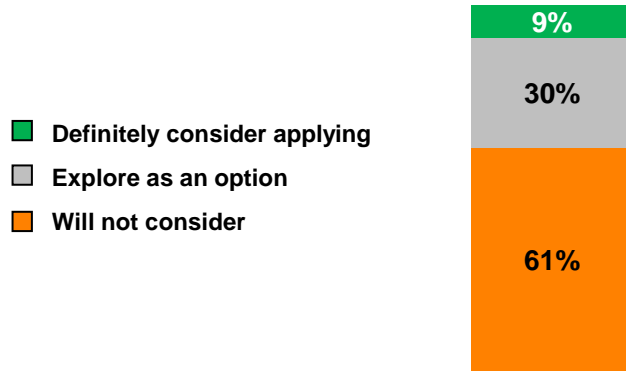 9%
30%
Definitely consider applying
Explore as an option
Will not consider
61%